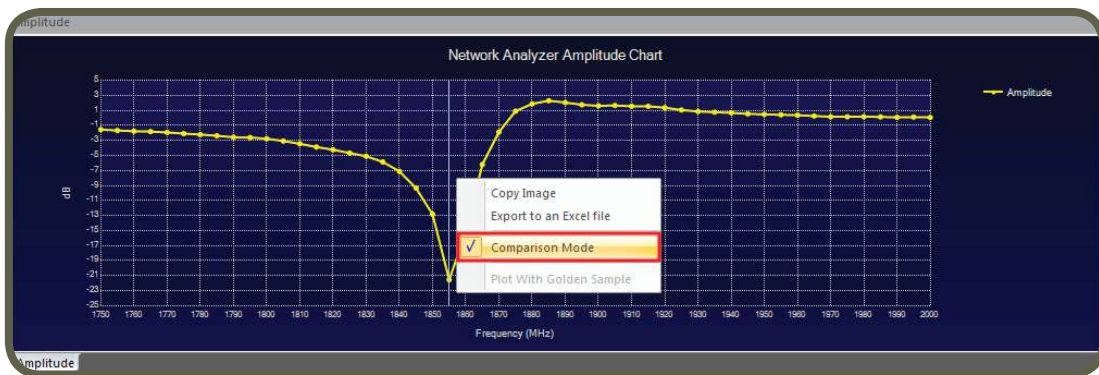 Amplitude
Network Analyzer Amplitude Chart
5
3
1
-1
-3
-5
-7
-9
-11
-13
-15
-17
-19
-21
-23
-25
dB
Amplitude
Copy Image
Export to an Excel file
Comparison Mode
Plot With Golden Sample
1750 1760 1770 1780 1790 1800 1810 1820 1830 1840 1850 1860 1870 1880 1890 1900 1910 1920 1930 1940 1950 1960 1970 1980 1990 2000
Frequency (MHz)
Amplitude